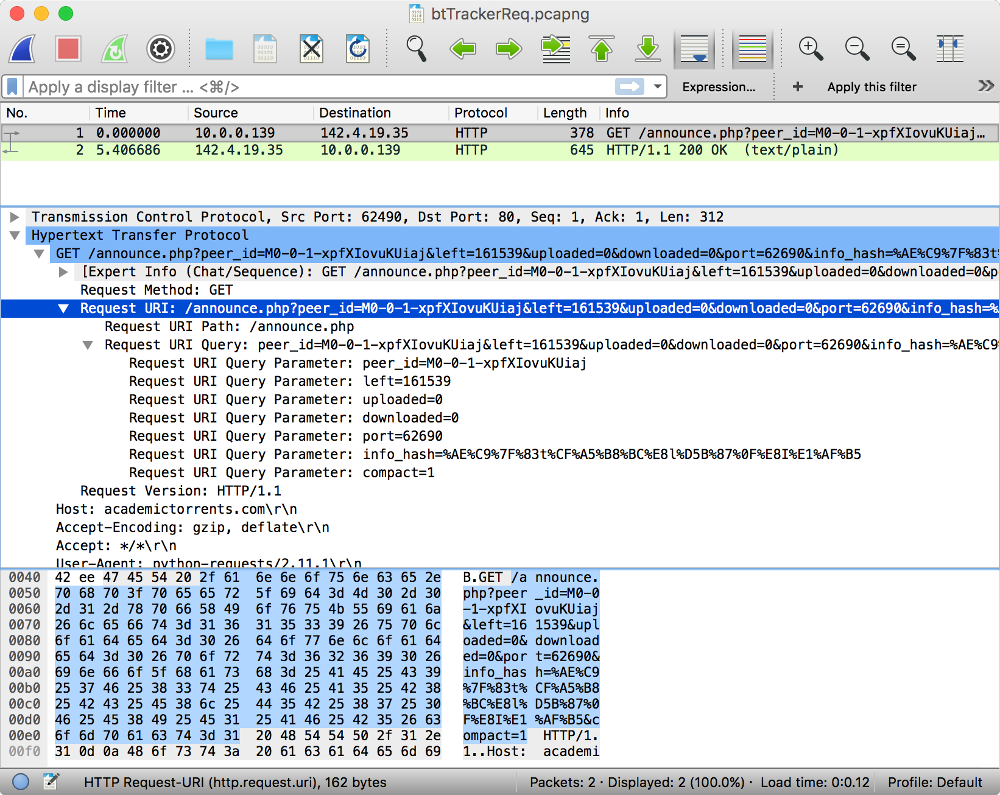 btTrackerReq.pcapng
Apply a display filter ... <⌘/>
Expression...
+
Apply this filter
No. Time Source Destination Protocol Length Info
1 0.000000 10.0.0.139 142.4.19.35 HTTP 378 GET /announce.php?peer_id=M0-0-1-xpfXIovuKUiaj…
2 5.406686 142.4.19.35 10.0.0.139 HTTP 645 HTTP/1.1 200 OK (text/plain)
Transmission Control Protocol, Src Port: 62490, Dst Port: 80, Seq: 1, Ack: 1, Len: 312
Hypertext Transfer Protocol
GET /announce.php?peer_id=M0-0-1-xpfXIovuKUiaj&left=161539&uploaded=0&downloaded=0&port=62690&info_hash=%AE%C9%7F%83t%
[Expert Info (Chat/Sequence): GET /announce.php?peer_id=M0-0-1-xpfXIovuKUiaj&left=161539&uploaded=0&downloaded=0&p
Request Method: GET
Request URI: /announce.php?peer_id=M0-0-1-xpfXIovuKUiaj&left=161539&uploaded=0&downloaded=0&port=62690&info_hash=%
Request URI Path: /announce.php
Request URI Query: peer_id=M0-0-1-xpfXIovuKUiaj&left=161539&uploaded=0&downloaded=0&port=62690&info_hash=%AE%C9
Request URI Query Parameter: peer_id=M0-0-1-xpfXIovuKUiaj
Request URI Query Parameter: left=161539
Request URI Query Parameter: uploaded=0
Request URI Query Parameter: downloaded=0
Request URI Query Parameter: port=62690
Request URI Query Parameter: info_hash=%AE%C9%7F%83t%CF%A5%B8%BC%E8l%D5B%87%0F%E8I%E1%AF%B5
Request URI Query Parameter: compact=1
Request Version: HTTP/1.1
Host: academictorrents.com\r\n
Accept-Encoding: gzip, deflate\r\n
Accept: */*\r\n
User-Agent: python-requests/2.11.1\r\n
0040 42 ee 47 45 54 20 2f 61 6e 6e 6f 75 6e 63 65 2e B.GET /a nnounce.
0050 70 68 70 3f 70 65 65 72 5f 69 64 3d 4d 30 2d 30 php?peer _id=M0-0
0060 2d 31 2d 78 70 66 58 49 6f 76 75 4b 55 69 61 6a -1-xpfXI ovuKUiaj
0070 26 6c 65 66 74 3d 31 36 31 35 33 39 26 75 70 6c &left=16 1539&upl
0080 6f 61 64 65 64 3d 30 26 64 6f 77 6e 6c 6f 61 64 oaded=0& download
0090 65 64 3d 30 26 70 6f 72 74 3d 36 32 36 39 30 26 ed=0&por t=62690&
00a0 69 6e 66 6f 5f 68 61 73 68 3d 25 41 45 25 43 39 info_has h=%AE%C9
00b0 25 37 46 25 38 33 74 25 43 46 25 41 35 25 42 38 %7F%83t% CF%A5%B8
00c0 25 42 43 25 45 38 6c 25 44 35 42 25 38 37 25 30 %BC%E8l% D5B%87%0
00d0 46 25 45 38 49 25 45 31 25 41 46 25 42 35 26 63 F%E8I%E1 %AF%B5&c
00e0 6f 6d 70 61 63 74 3d 31 20 48 54 54 50 2f 31 2e ompact=1 HTTP/1.
00f0 31 0d 0a 48 6f 73 74 3a 20 61 63 61 64 65 6d 69 1..Host: academi
HTTP Request-URI (http.request.uri), 162 bytes
Packets: 2 · Displayed: 2 (100.0%) · Load time: 0:0.12
Profile: Default